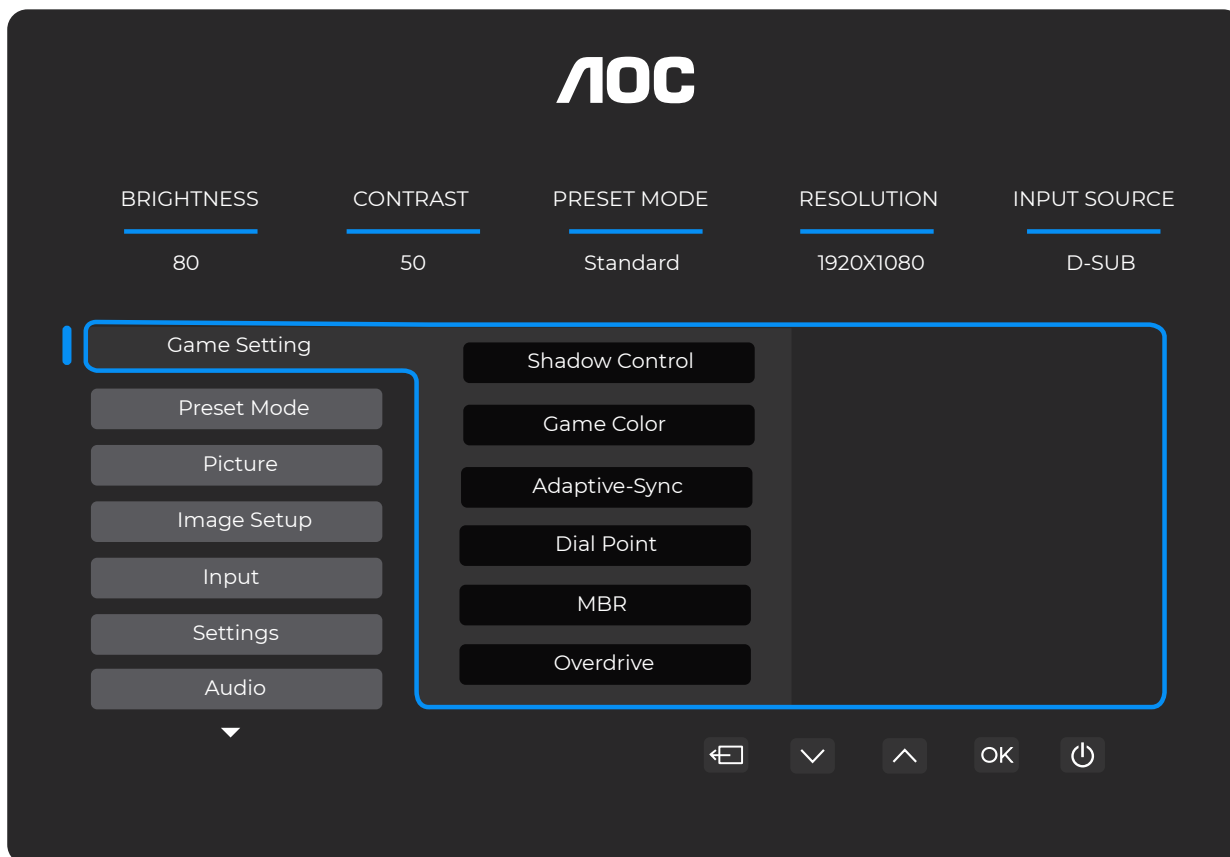 AOC
BRIGHTNESS CONTRAST PRESET MODE RESOLUTION INPUT SOURCE
80 50 Standard 1920X1080 D-SUB
Game Setting
Preset Mode
Picture
Image Setup
Input
Settings
Audio
Shadow Control
Game Color
Adaptive-Sync
Dial Point
MBR
Overdrive
OK